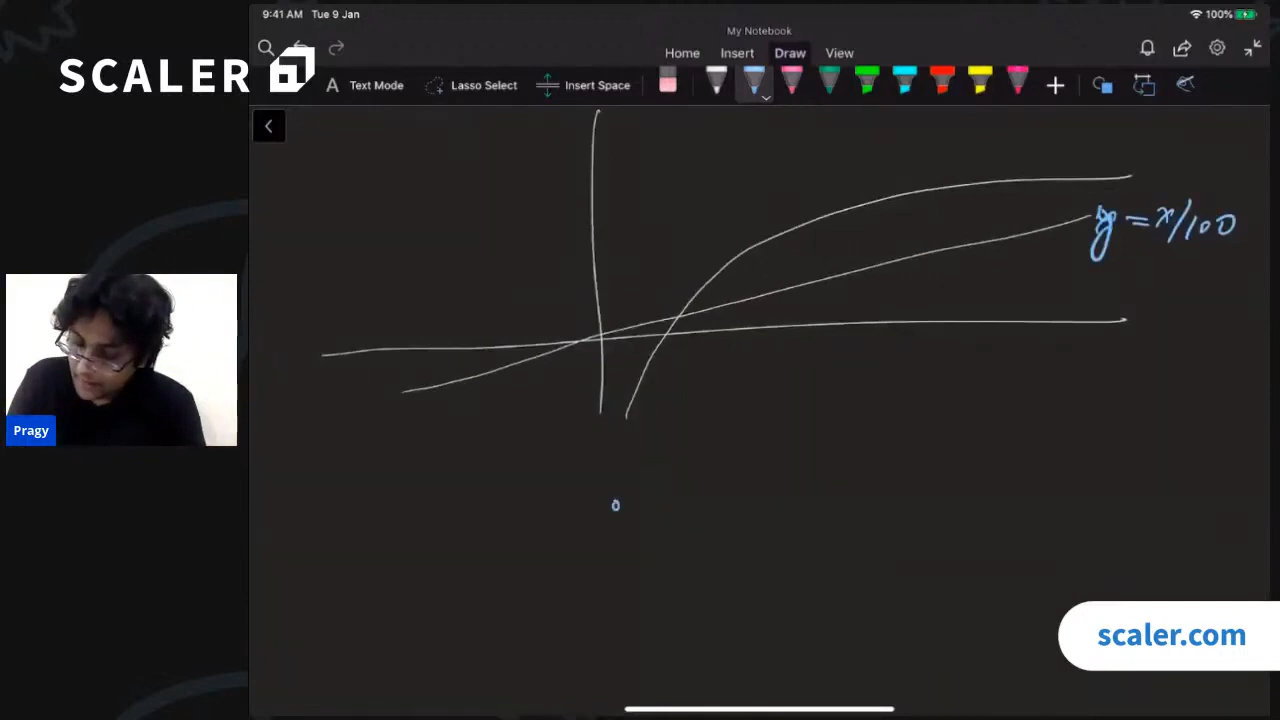 9:41 AM Tue 9 Jan
100%
My Notebook
Home Insert Draw View
SCALER
Text Mode Lasso Select Insert Space
y = x/100
Pragy
0
scaler.com